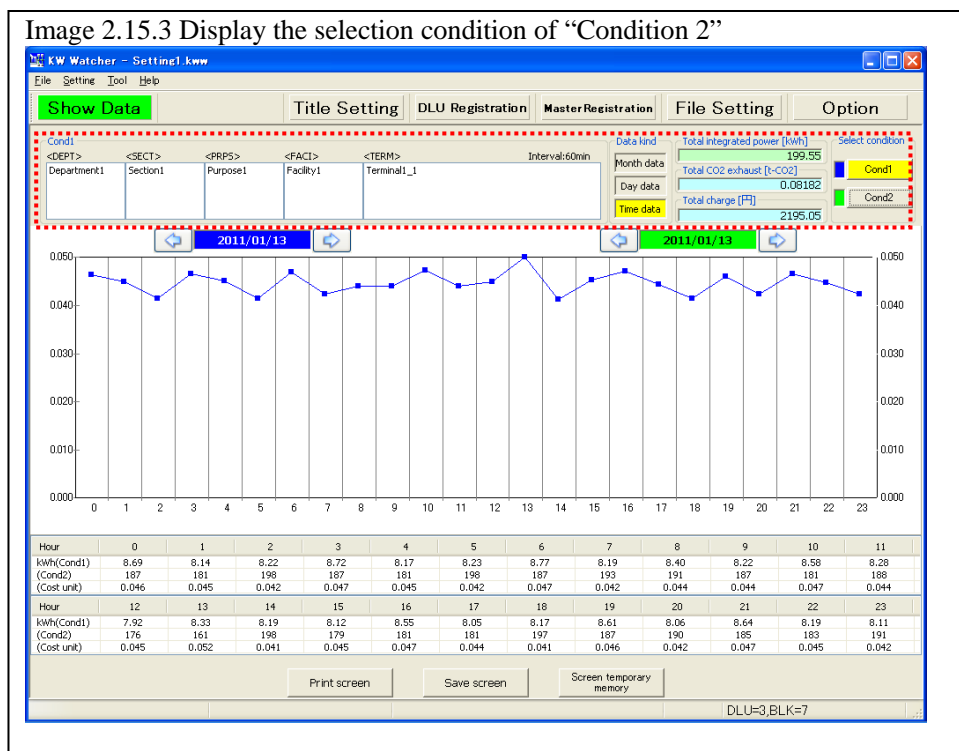 Image 2.15.3 Display the selection condition of “Condition 2”
KW Watcher - Setting1.kww
File Setting Tool Help
Show Data Title Setting DLU Registration MasterRegistration File Setting Option
Cond1 Data kind Total integrated power [kWh] Select condition
<DEPT> <SECT> <PRPS> <FACI> <TERM> Interval:60min 199.55
Department1 Section1 Purpose1 Facility1 Terminal1_1 Month data Total CO2 exhaust [t-CO2] Cond1
Day data 0.08182
Time data Total charge [円] Cond2
2195.05
2011/01/13 2011/01/13
0.050 0.050
0.040 0.040
0.030 0.030
0.020 0.020
0.010 0.010
0.000 0.000
0 1 2 3 4 5 6 7 8 9 10 11 12 13 14 15 16 17 18 19 20 21 22 23
Hour 0 1 2 3 4 5 6 7 8 9 10 11
kWh(Cond1) 8.69 8.14 8.22 8.72 8.17 8.23 8.77 8.19 8.40 8.22 8.58 8.28
(Cond2) 187 181 198 187 181 198 187 193 191 187 181 188
(Cost unit) 0.046 0.045 0.042 0.047 0.045 0.042 0.047 0.042 0.044 0.044 0.047 0.044
Hour 12 13 14 15 16 17 18 19 20 21 22 23
kWh(Cond1) 7.92 8.33 8.19 8.12 8.55 8.05 8.17 8.61 8.06 8.64 8.19 8.11
(Cond2) 176 161 198 179 181 181 197 187 190 185 183 191
(Cost unit) 0.045 0.052 0.041 0.045 0.047 0.044 0.041 0.046 0.042 0.047 0.045 0.042
Print screen Save screen Screen temporary
memory
DLU=3,BLK=7